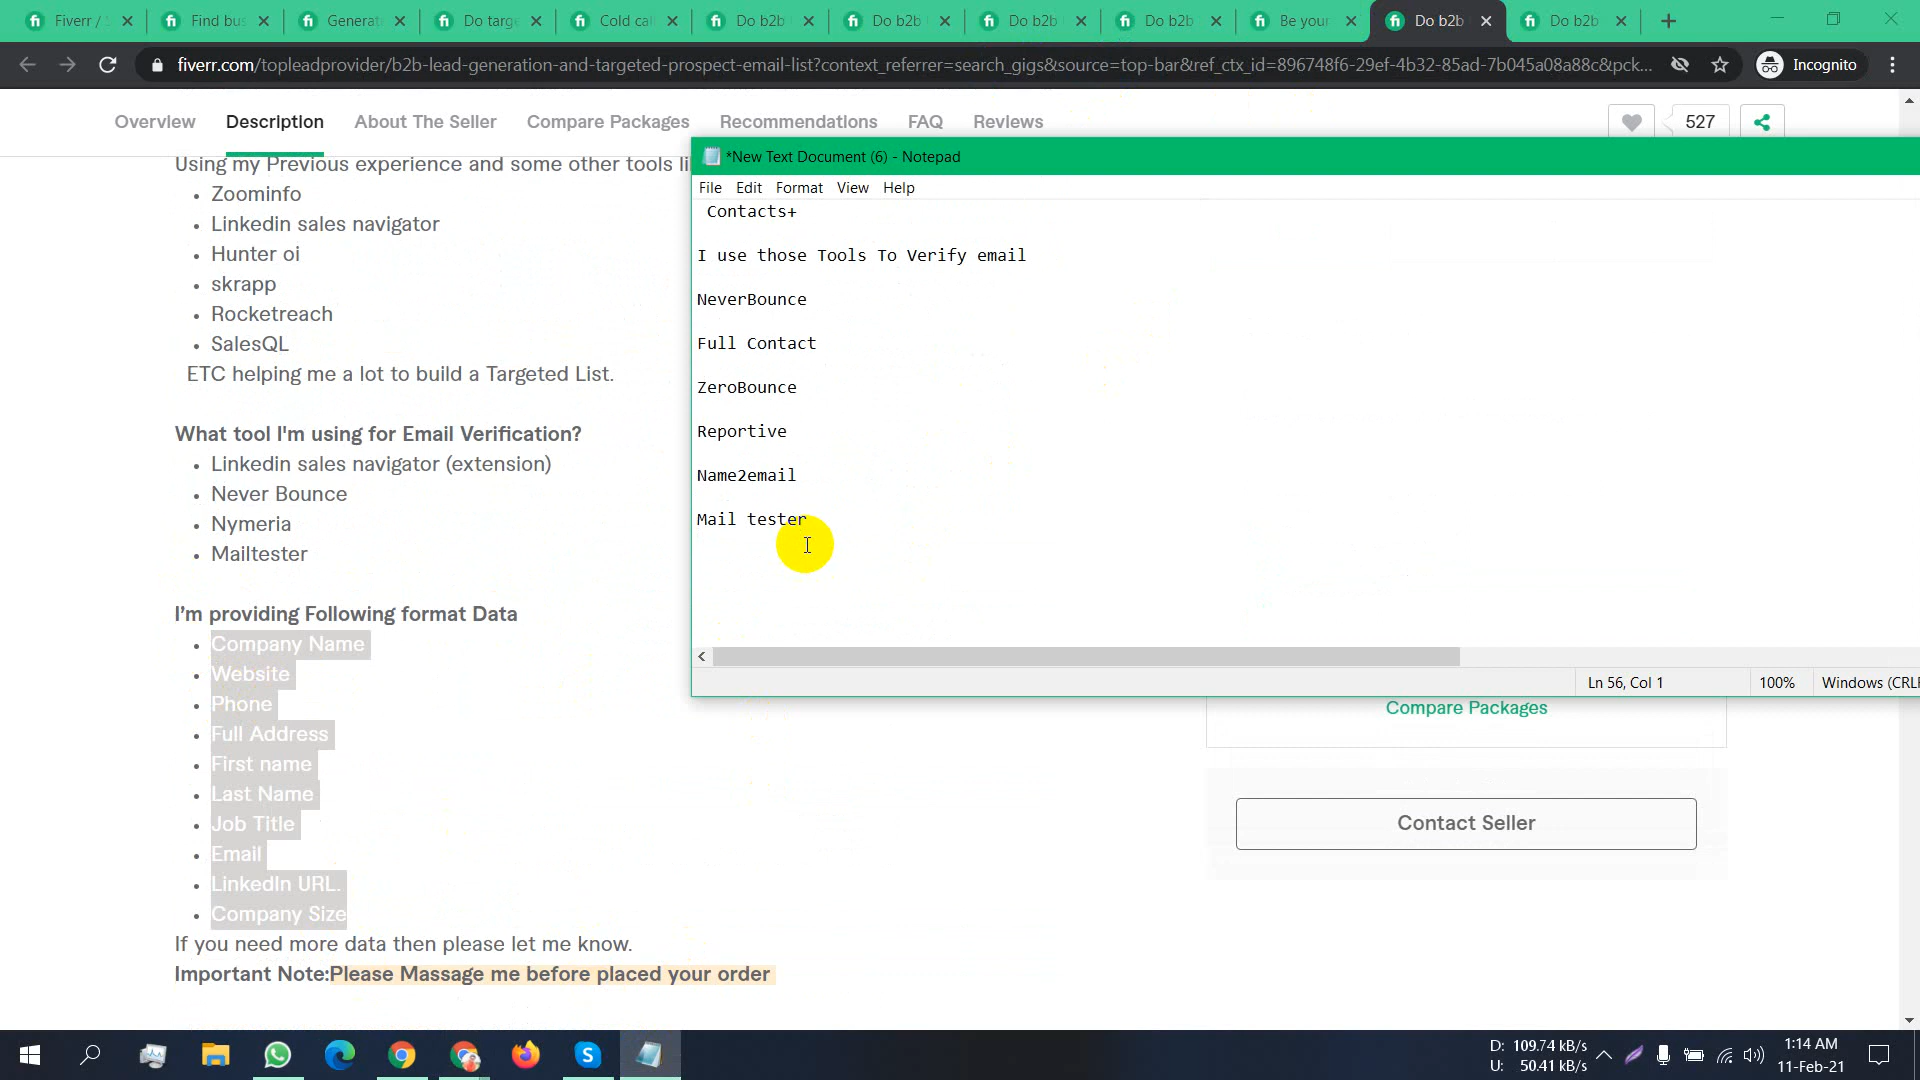 Fiverr /
Find bus
Generat
Do targe
Cold cal
Do b2b
Do b2b
Do b2b
Do b2b
Be your
Do b2b
Do b2b
fiverr.com/topleadprovider/b2b-lead-generation-and-targeted-prospect-email-list?context_referrer=search_gigs&source=top-bar&ref_ctx_id=896748f6-29ef-4b32-85ad-7b045a08a88c&pck...
Incognito
Overview Description About The Seller Compare Packages Recommendations FAQ Reviews
527
Using my Previous experience and some other tools li
Zoominfo
Linkedin sales navigator
Hunter oi
skrapp
Rocketreach
SalesQL
ETC helping me a lot to build a Targeted List.
What tool I'm using for Email Verification?
Linkedin sales navigator (extension)
Never Bounce
Nymeria
Mailtester
I'm providing Following format Data
Company Name
Website
Phone
Full Address
First name
Last Name
Job Title
Email
LinkedIn URL.
Company Size
If you need more data then please let me know.
Important Note:Please Massage me before placed your order
*New Text Document (6) - Notepad
File Edit Format View Help
Contacts+
I use those Tools To Verify email
NeverBounce
Full Contact
ZeroBounce
Reportive
Name2email
Mail tester
Ln 56, Col 1
100%
Windows (CRLF
Compare Packages
Contact Seller
D: 109.74 kB/s
U: 50.41 kB/s
1:14 AM
11-Feb-21